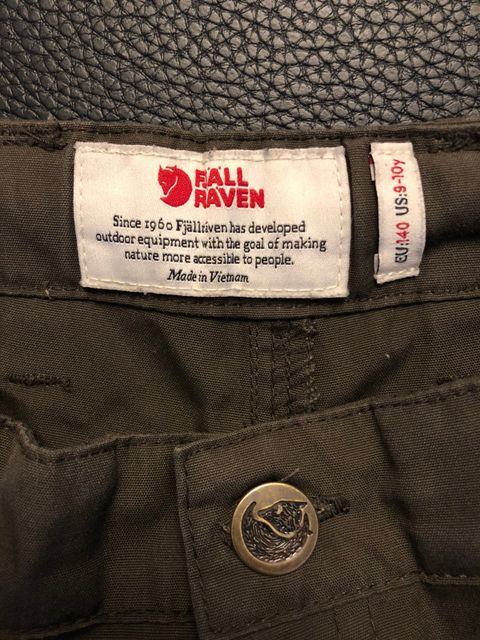 FJÄLL
RÄVEN
Since 1960 Fjällräven has developed
outdoor equipment with the goal of making
nature more accessible to people.
Made in Vietnam
EU:140 US:9-10y